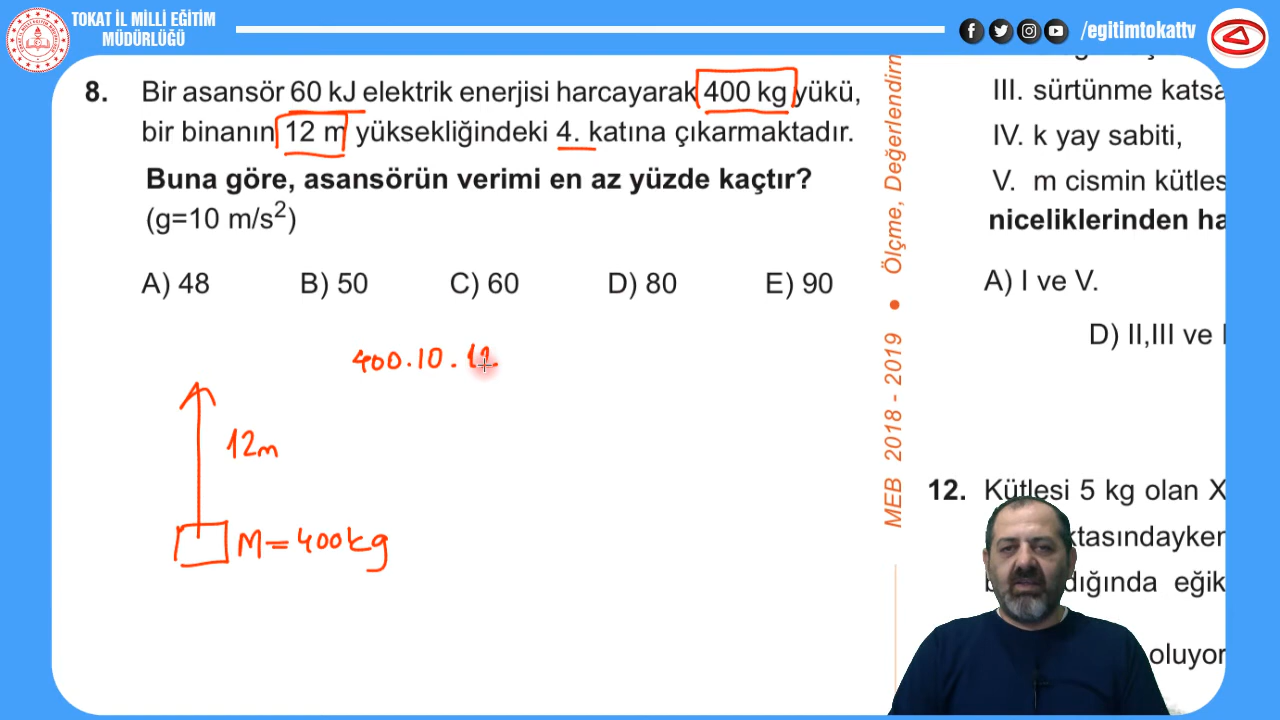 TOKAT İL MİLLİ EĞİTİM
MÜDÜRLÜĞÜ
/egitimtokattv
8. Bir asansör 60 kJ elektrik enerjisi harcayarak 400 kg yükü,
bir binanın 12 m yüksekliğindeki 4. katına çıkarmaktadır.
Buna göre, asansörün verimi en az yüzde kaçtır?
(g=10 m/s²)
A) 48 B) 50 C) 60 D) 80 E) 90
400.10.12
12m
M=400kg
MEB 2018 - 2019 • Ölçme, Değerlendirm
III. sürtünme katsa
IV. k yay sabiti,
V. m cismin kütles
niceliklerinden ha
A) I ve V.
D) II,III ve I
12. Kütlesi 5 kg olan X
ktasındayken
dığında eğik
oluyor